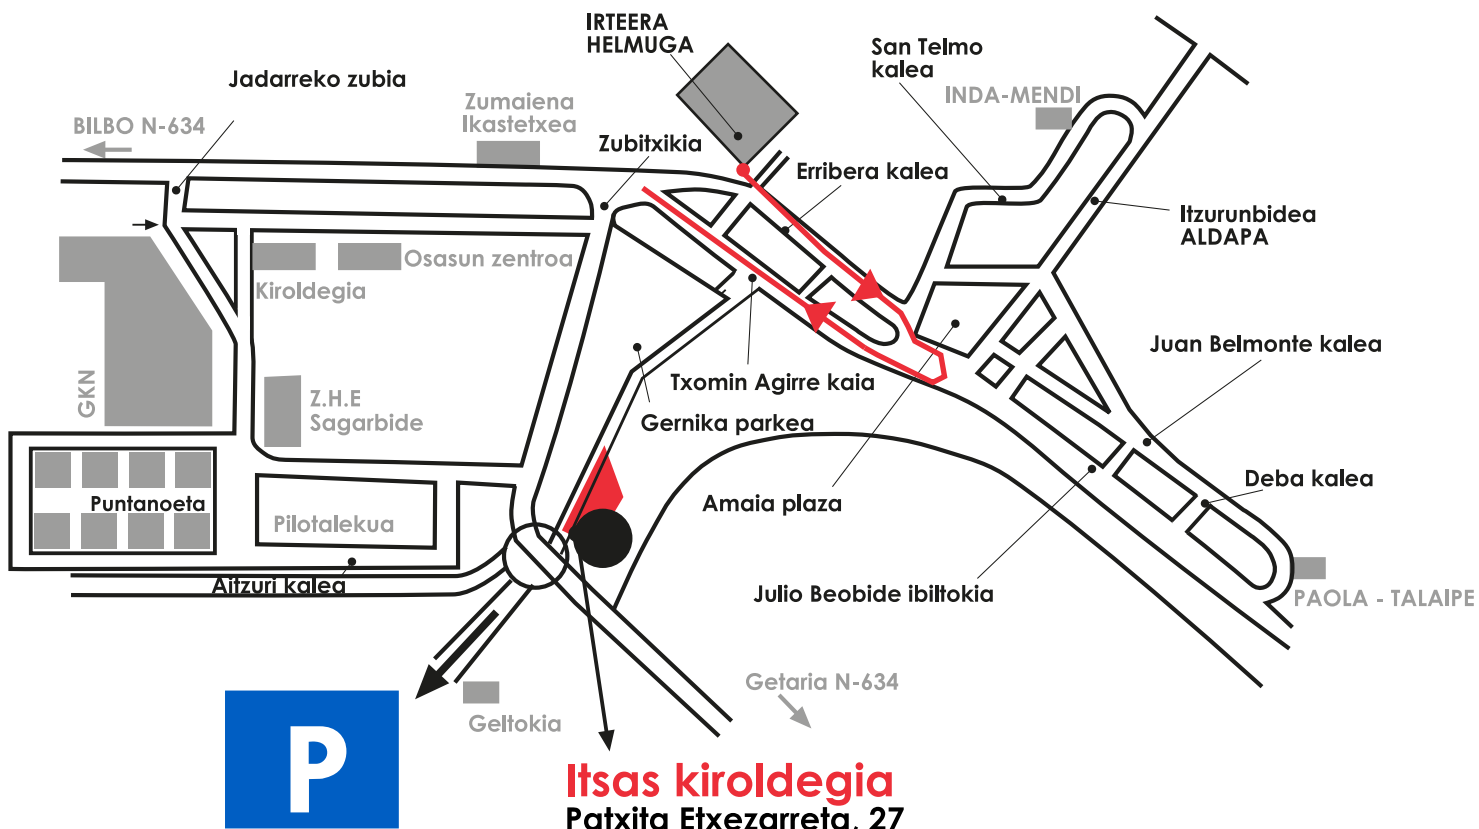 IRTEERA
HELMUGA
San Telmo
kalea
Jadarreko zubia
INDA-MENDI
Zumaiena
Ikastetxea
BILBO N-634
Zubitxikia
Erribera kalea
Itzurunbidea
ALDAPA
Osasun zentroa
Kiroldegia
Juan Belmonte kalea
GKN
Z.H.E
Sagarbide
Txomin Agirre kaia
Gernika parkea
Deba kalea
Puntanoeta
Amaia plaza
Pilotalekua
Aitzuri kalea
Julio Beobide ibiltokia
PAOLA - TALAIPE
Getaria N-634
Geltokia
P
Itsas kiroldegia
Patxita Etxezarreta, 27